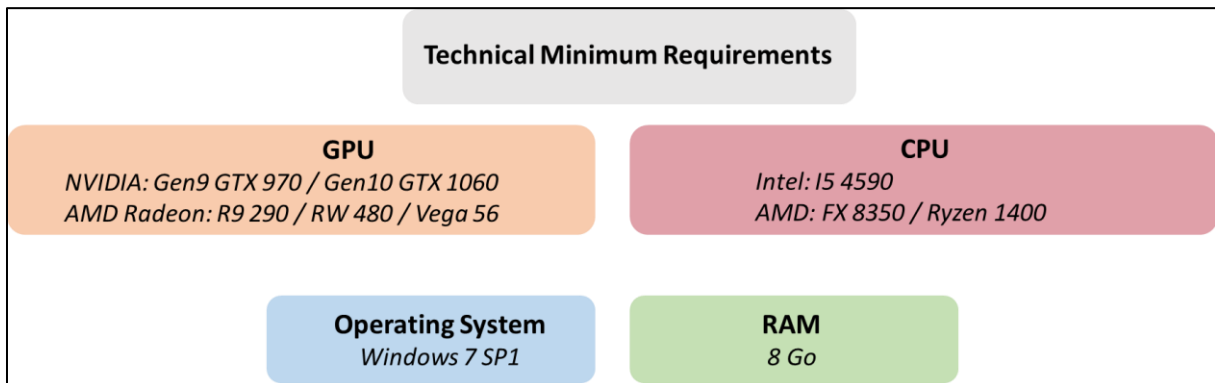 Technical Minimum Requirements
GPU
NVIDIA: Gen9 GTX 970 / Gen10 GTX 1060
AMD Radeon: R9 290 / RW 480 / Vega 56
CPU
Intel: I5 4590
AMD: FX 8350 / Ryzen 1400
Operating System
Windows 7 SP1
RAM
8 Go